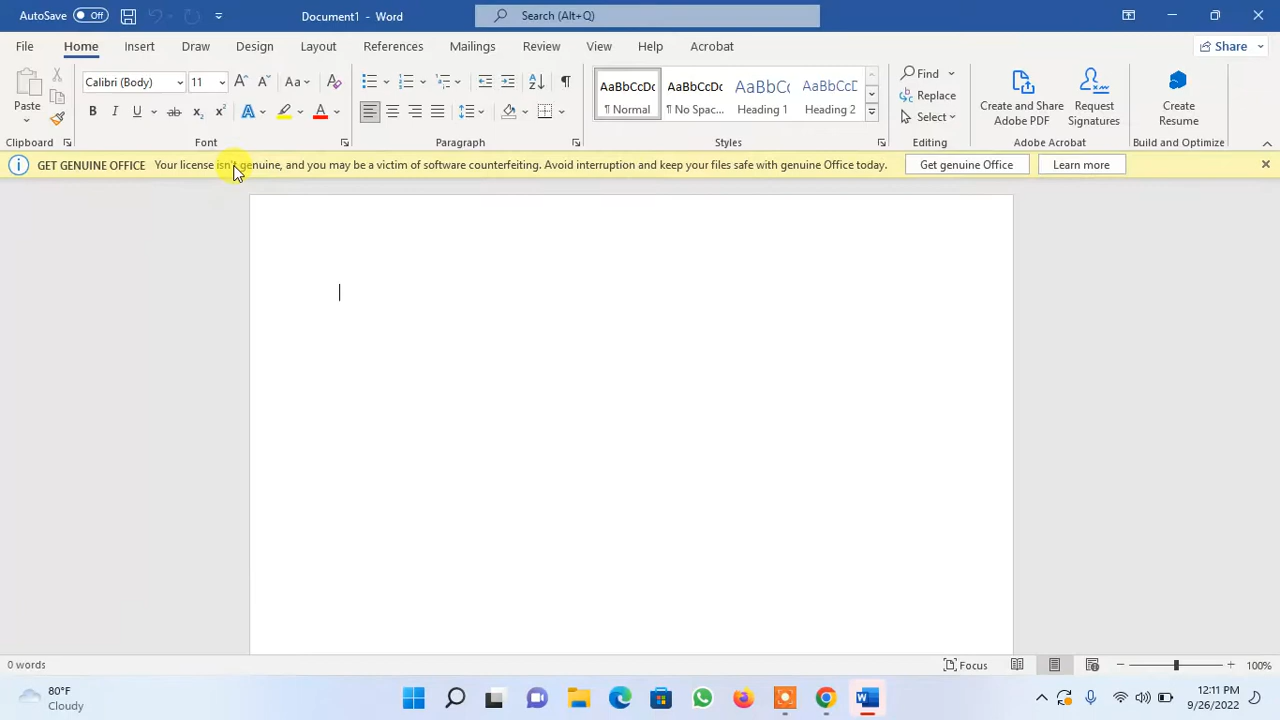 AutoSave Off Document1 - Word Search (Alt+Q)
File Home Insert Draw Design Layout References Mailings Review View Help Acrobat Share
Paste
Calibri (Body) 11
Aa
¶
AaBbCcDc AaBbCcDc AaBbCc AaBbCcD
¶ Normal ¶ No Spac... Heading 1 Heading 2
Find
Replace
Select
Create and Share
Adobe PDF
Request
Signatures
Create
Resume
Clipboard Font Paragraph Styles Editing Adobe Acrobat Build and Optimize
GET GENUINE OFFICE Your license isn't genuine, and you may be a victim of software counterfeiting. Avoid interruption and keep your files safe with genuine Office today. Get genuine Office Learn more
0 words Focus 100%
80°F
Cloudy
12:11 PM
9/26/2022